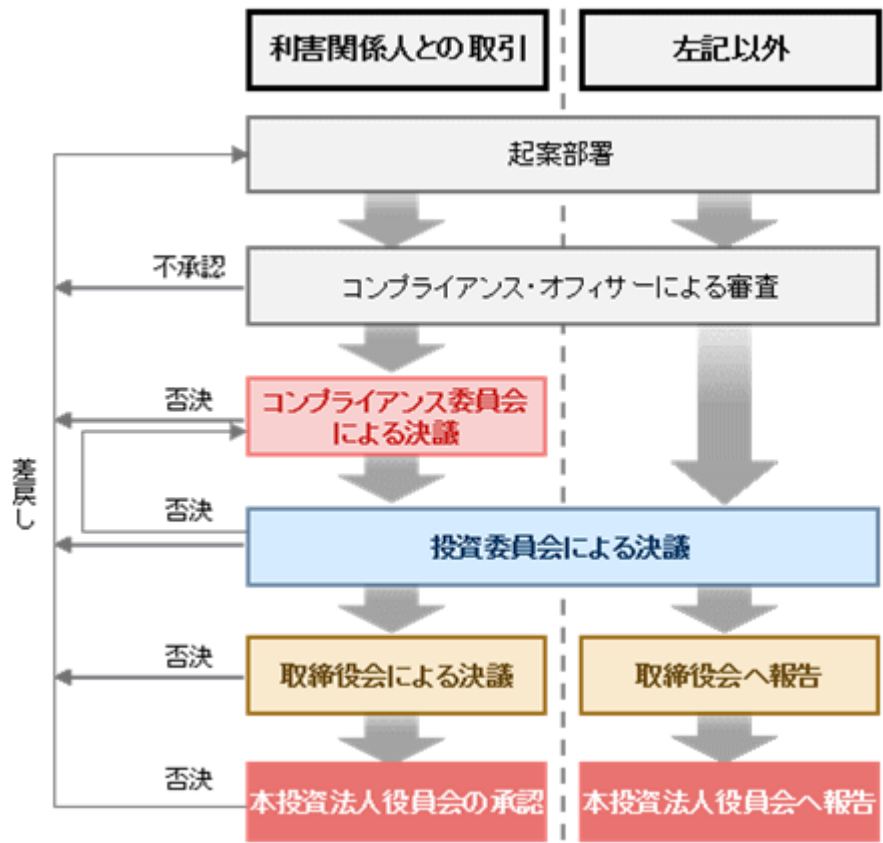 利害関係人との取引
左記以外
起案部署
不承認
コンプライアンス・オフィサーによる審査
否決
コンプライアンス委員会
による決議
差戻し
否決
投資委員会による決議
否決
取締役会による決議
取締役会へ報告
否決
本投資法人役員会の承認
本投資法人役員会へ報告